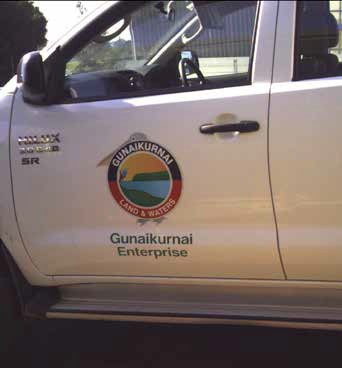 HILUX
SR
GUNAIKURNAI
LAND & WATERS
Gunaikurnai
Enterprise